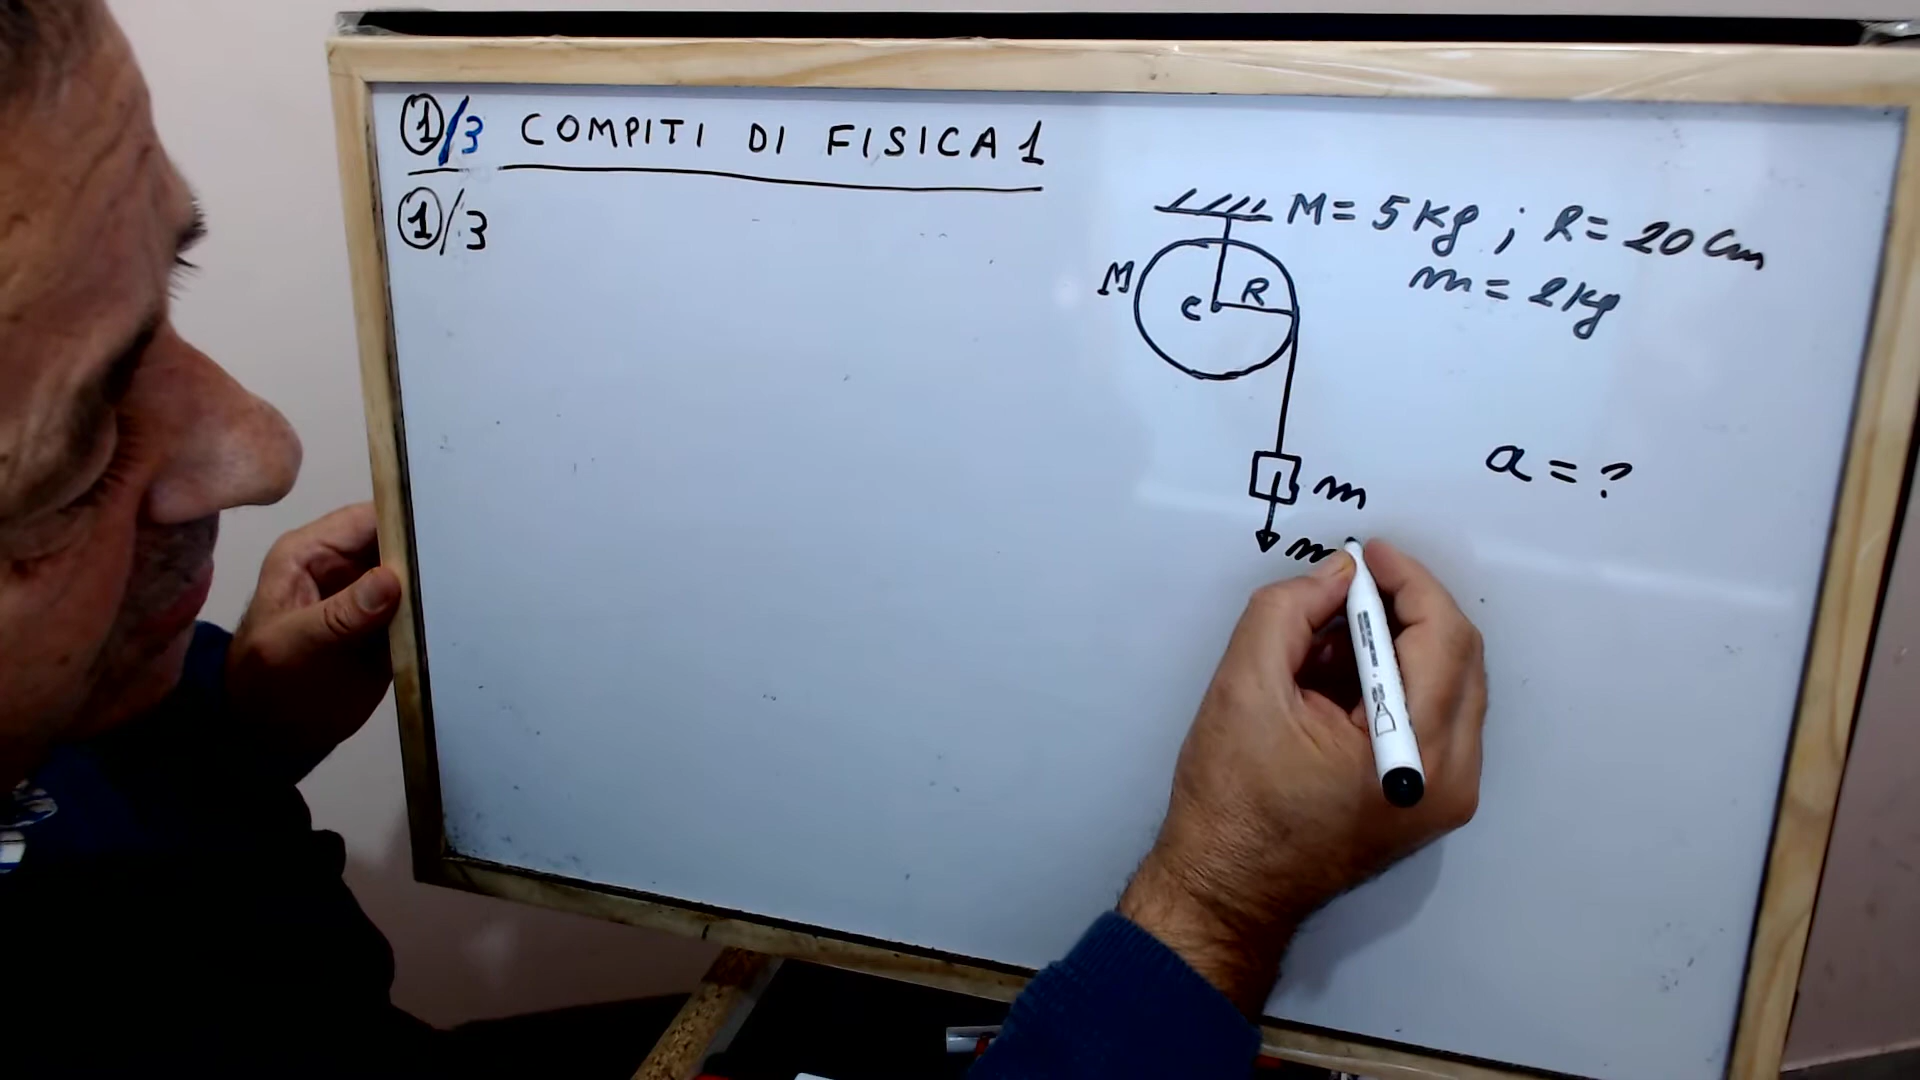 1/3 COMPITI DI FISICA 1
1/3
M = 5 Kg ; R = 20 Cm
m = 2 Kg
M
R
C
a = ?
m
m